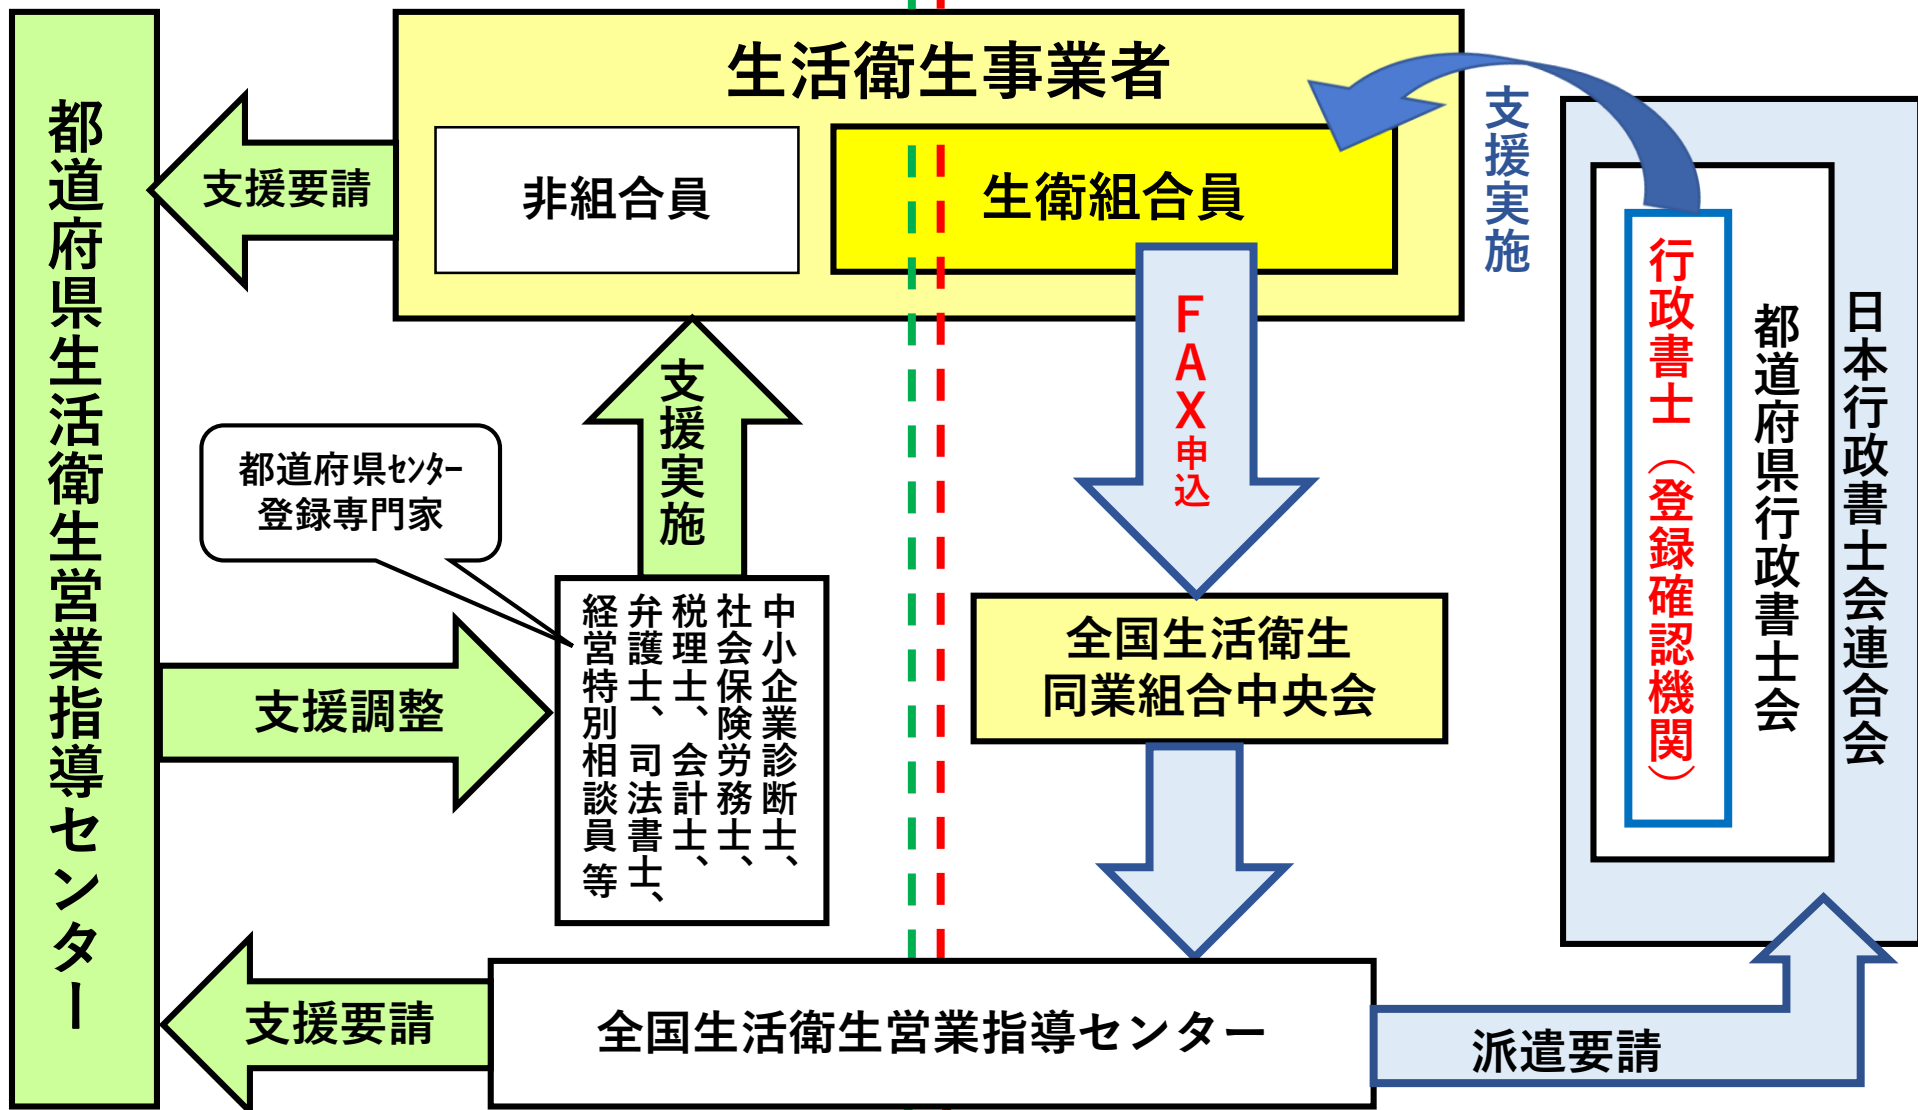 生活衛生事業者
非組合員
生衛組合員
都道府県生活衛生営業指導センター
支援要請
支援実施
FAX申込
支援実施
行政書士（登録確認機関）
都道府県行政書士会
日本行政書士会連合会
都道府県ｾﾝﾀｰ
登録専門家
中小企業診断士、
社会保険労務士、
税理士、会計士、
弁護士、司法書士、
経営特別相談員等
支援調整
全国生活衛生
同業組合中央会
支援要請
全国生活衛生営業指導センター
派遣要請